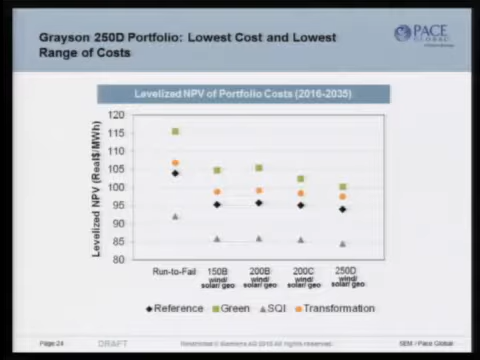 Grayson 250D Portfolio: Lowest Cost and Lowest
Range of Costs
PACE
GLOBAL
Levelized NPV of Portfolio Costs (2016-2035)
Levelized NPV (Real$/MWh)
120
115
110
105
100
95
90
85
80
Run-to-Fail
150B
wind/
solar/ geo
200B
wind/
solar/ geo
200C
wind/
solar/ geo
250D
wind/
solar/ geo
Reference
Green
SQI
Transformation
Page 24
DRAFT
SEM / Pace Global